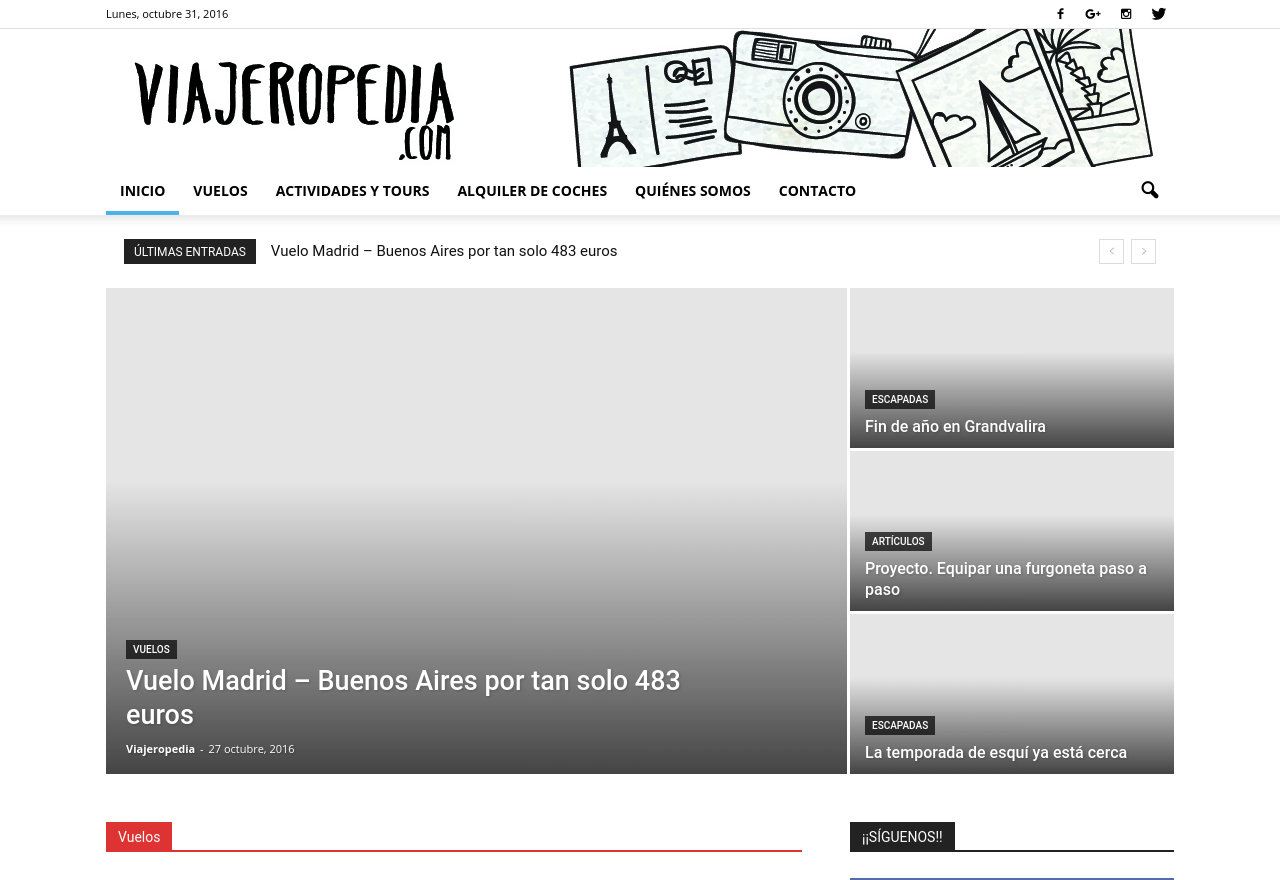 Lunes, octubre 31, 2016
VIAJEROPEDIA
.COM
INICIO VUELOS ACTIVIDADES Y TOURS ALQUILER DE COCHES QUIÉNES SOMOS CONTACTO
ÚLTIMAS ENTRADAS Vuelo Madrid – Buenos Aires por tan solo 483 euros
VUELOS
Vuelo Madrid – Buenos Aires por tan solo 483
euros
Viajeropedia - 27 octubre, 2016
ESCAPADAS
Fin de año en Grandvalira
ARTÍCULOS
Proyecto. Equipar una furgoneta paso a
paso
ESCAPADAS
La temporada de esquí ya está cerca
Vuelos
¡¡SÍGUENOS!!